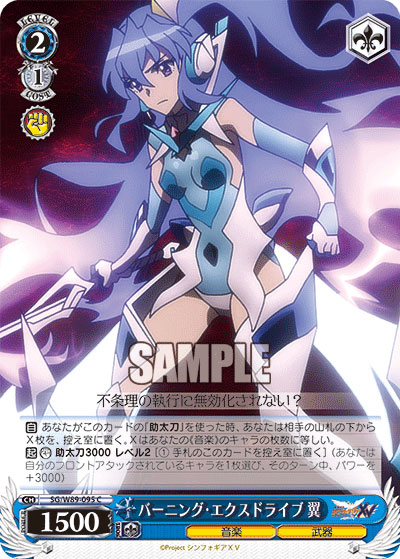 LEVEL
2
1
COST
SAMPLE
不条理の執行に無効化されない?
自 あなたがこのカードの「助太刀」を使った時、あなたは相手の山札の下から
X枚を、控え室に置く。Xはあなたの《音楽》のキャラの枚数に等しい。
起 助太刀3000 レベル2 [① 手札のこのカードを控え室に置く] (あなたは
自分のフロントアタックされているキャラを1枚選び、そのターン中、パワーを
+3000)
CH SG/W89-095 C
1500
バーニング・エクスドライブ 翼
音楽
武器
©Project シンフォギアXV